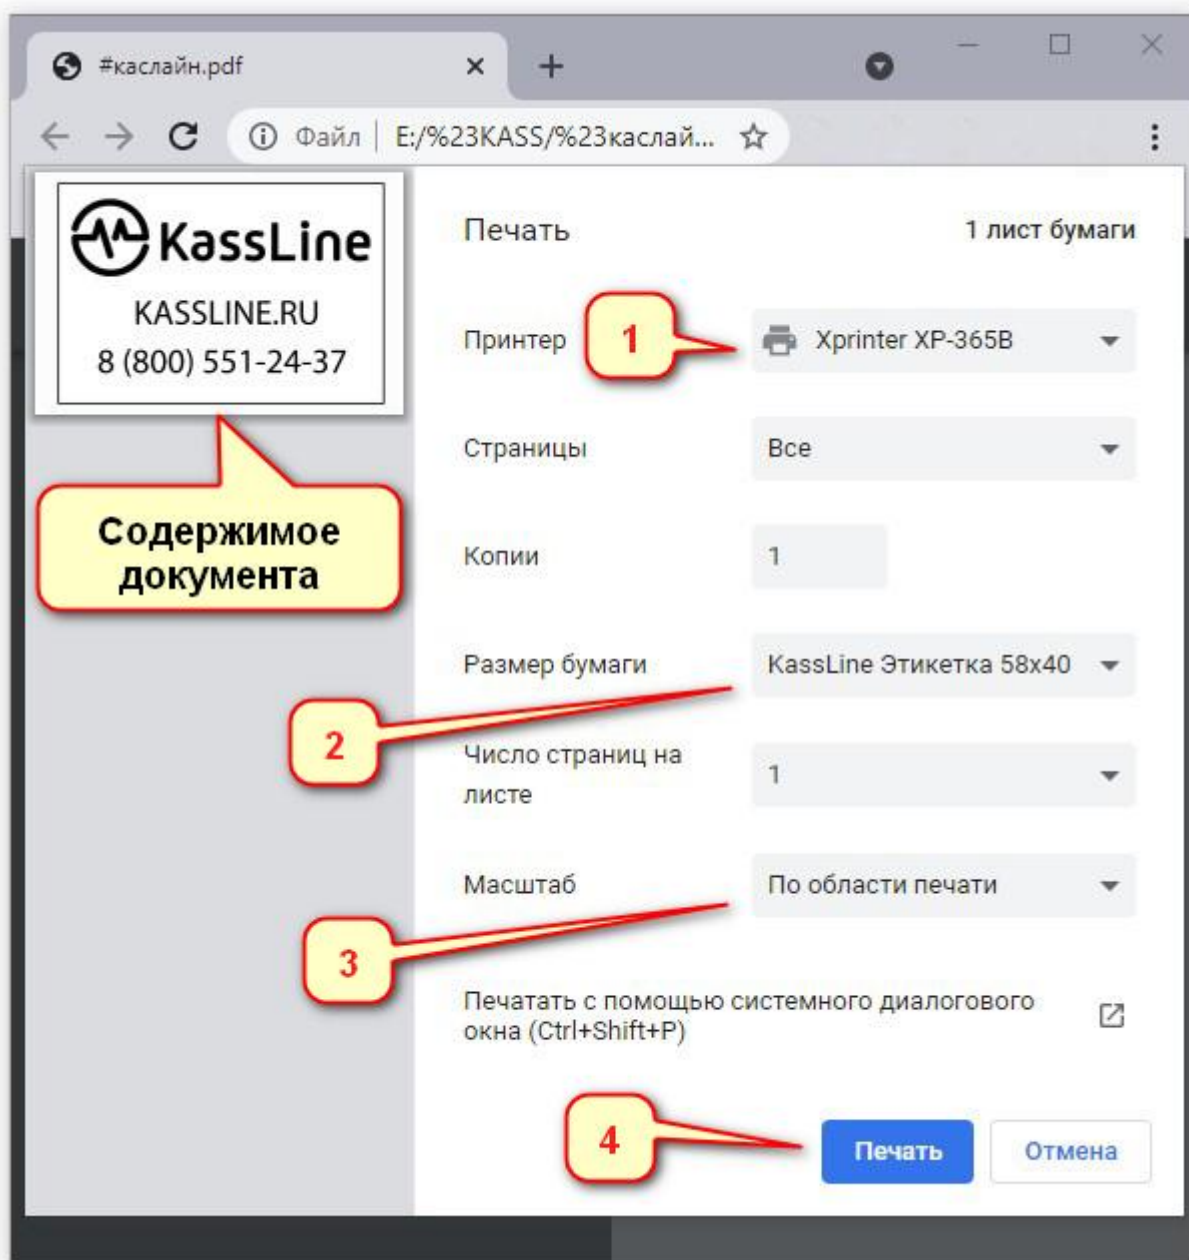 #каслайн.pdf
Файл | E:/%23KASS/%23каслай...
KassLine
KASSLINE.RU
8 (800) 551-24-37
Содержимое
документа
Печать
1 лист бумаги
Принтер
1
Xprinter XP-365B
Страницы
Все
Копии
1
Размер бумаги
KassLine Этикетка 58x40
2
Число страниц на
листе
1
Масштаб
По области печати
3
Печатать с помощью системного диалогового
окна (Ctrl+Shift+P)
4
Печать
Отмена